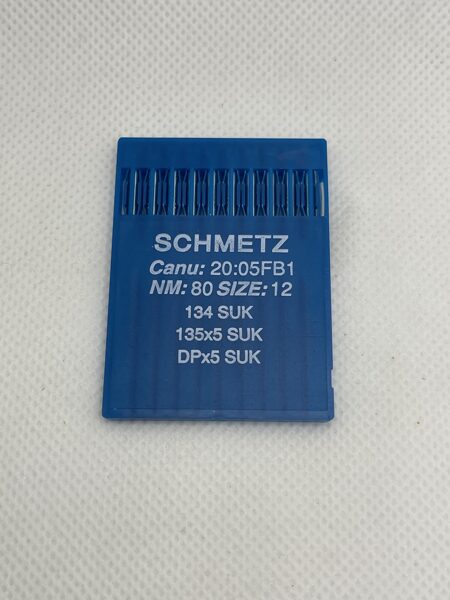 SCHMETZ
Canu: 20:05FB1
NM: 80 SIZE: 12
134 SUK
135x5 SUK
DPx5 SUK